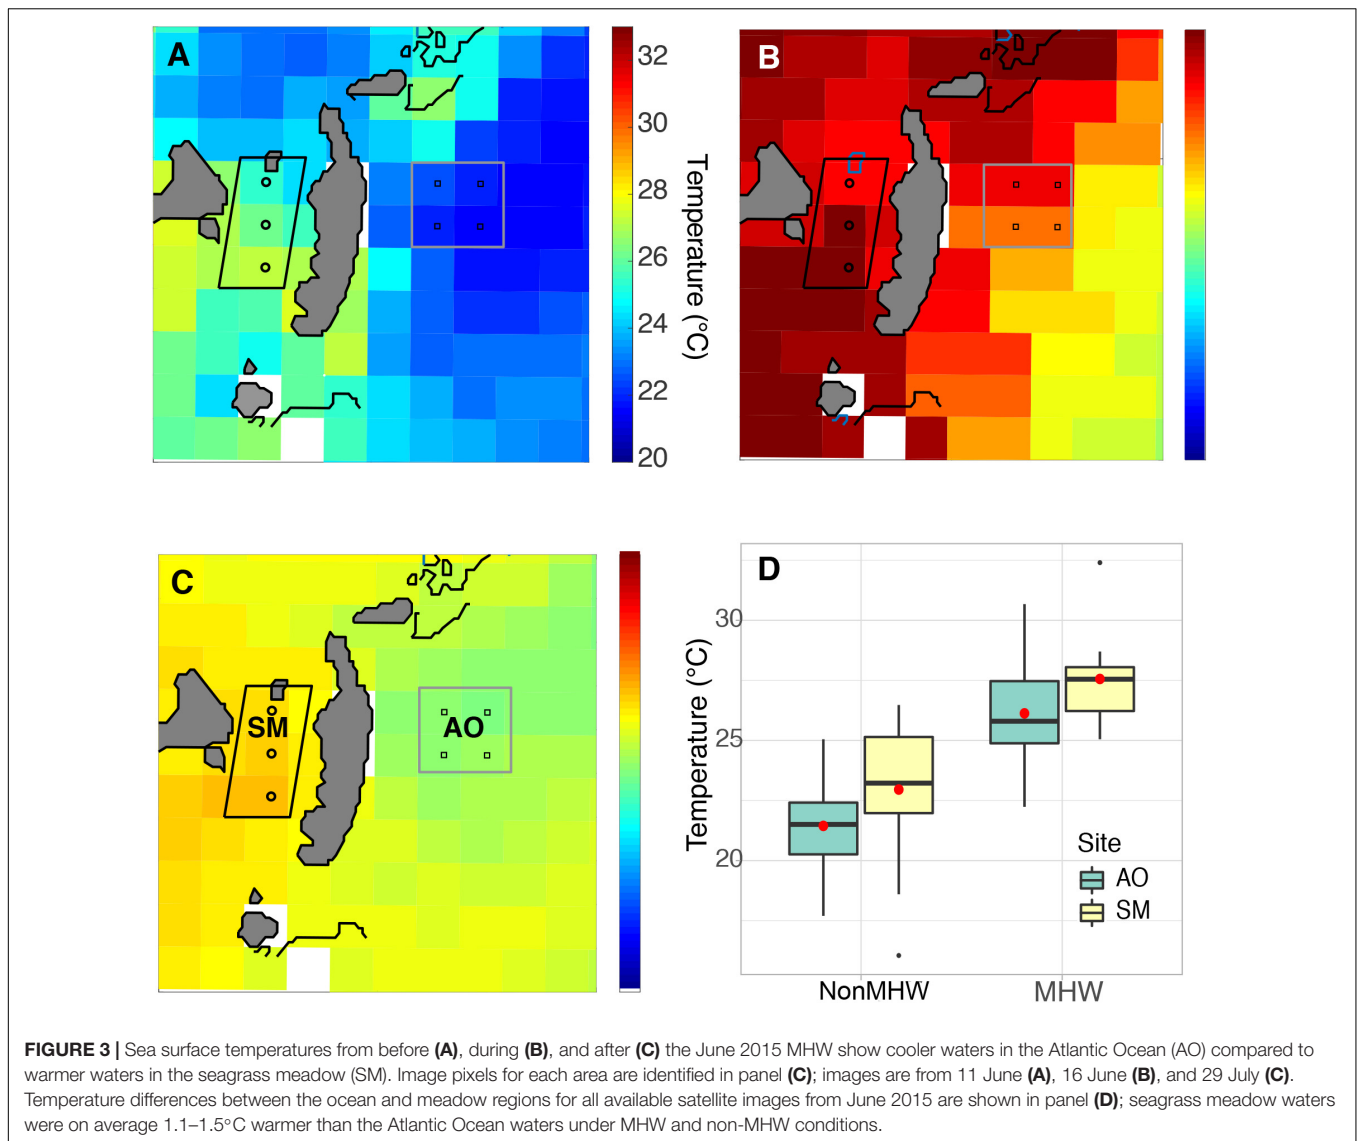 A
32
30
28
26
24
22
20
Temperature (°C)
B
C
SM
AO
D
30
25
20
Temperature (°C)
Site
AO
SM
NonMHW
MHW
FIGURE 3 | Sea surface temperatures from before (A), during (B), and after (C) the June 2015 MHW show cooler waters in the Atlantic Ocean (AO) compared to
warmer waters in the seagrass meadow (SM). Image pixels for each area are identified in panel (C); images are from 11 June (A), 16 June (B), and 29 July (C).
Temperature differences between the ocean and meadow regions for all available satellite images from June 2015 are shown in panel (D); seagrass meadow waters
were on average 1.1–1.5°C warmer than the Atlantic Ocean waters under MHW and non-MHW conditions.